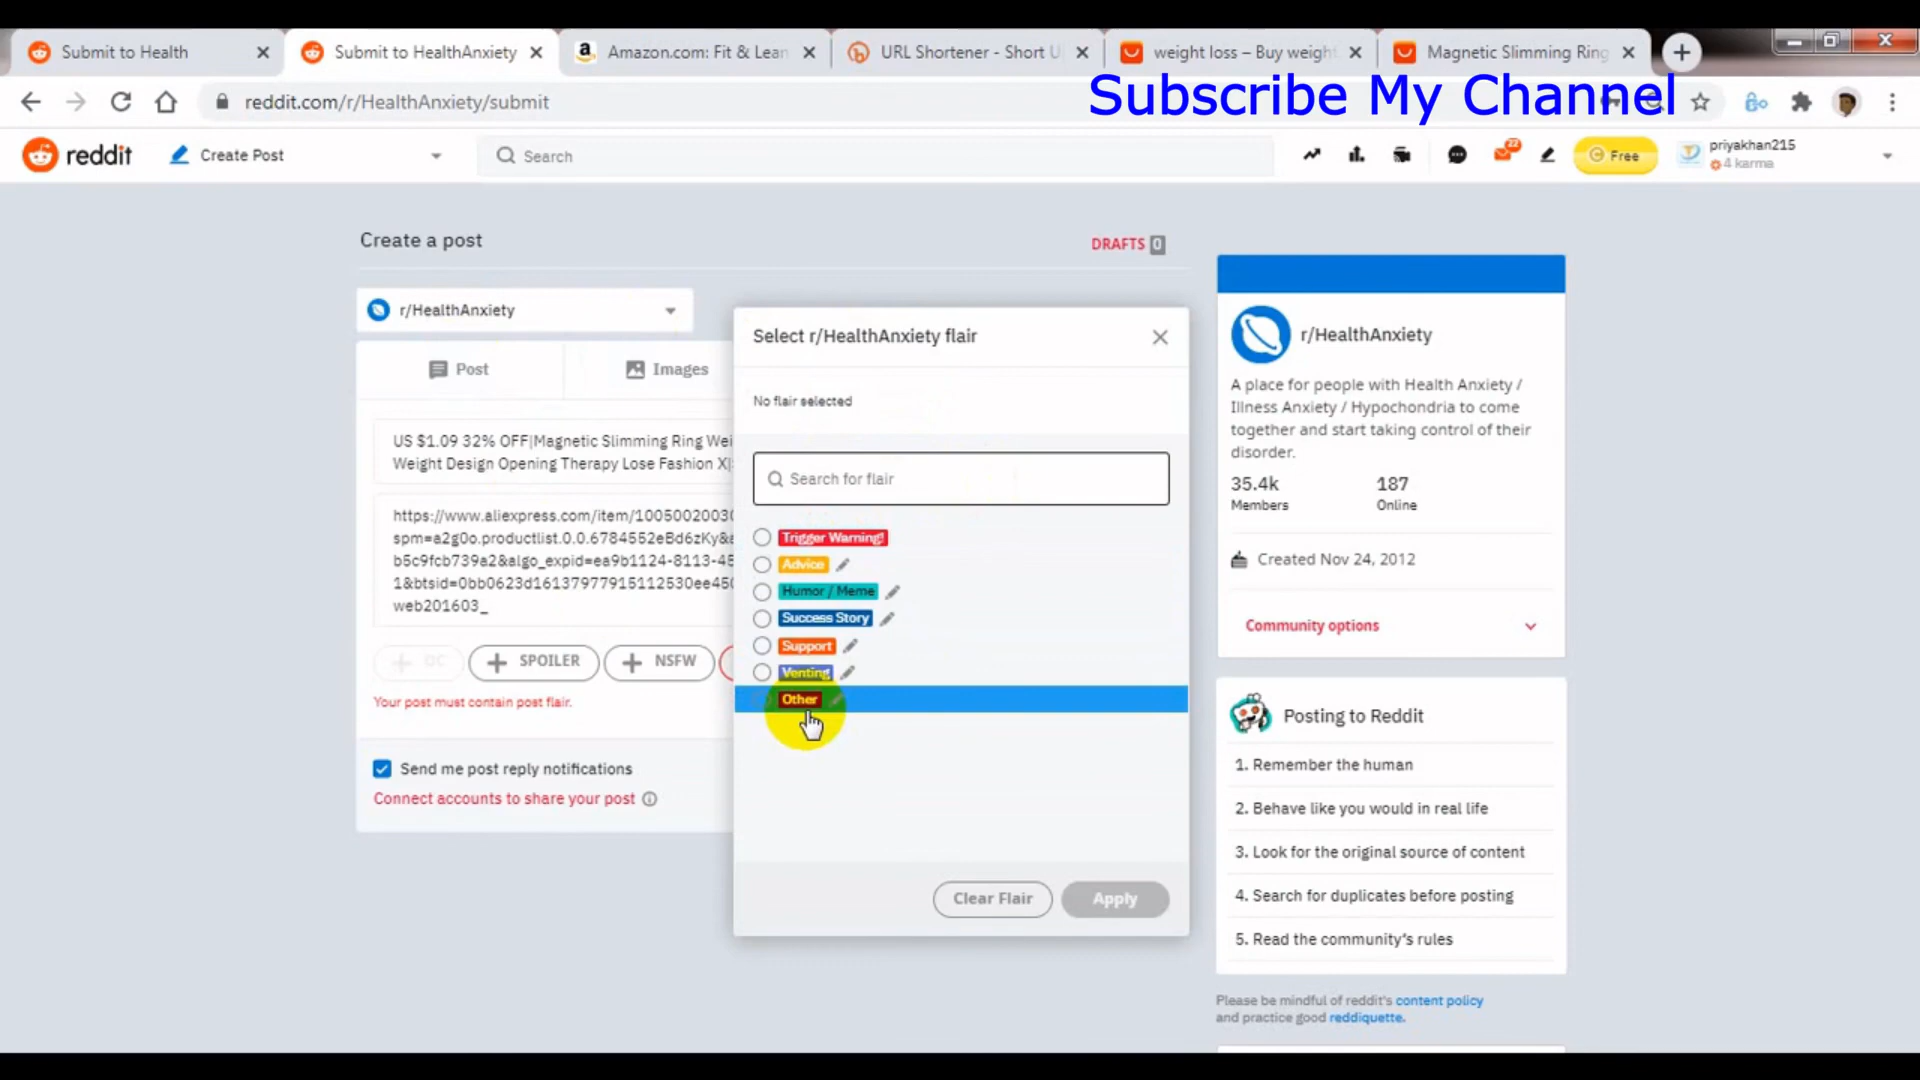 Submit to Health
Submit to HealthAnxiety
Amazon.com: Fit & Lean
URL Shortener - Short U
weight loss – Buy weight
Magnetic Slimming Ring
Subscribe My Channel
reddit.com/r/HealthAnxiety/submit
reddit
Create Post
Search
22
Free
priyakhan215
4 karma
Create a post
DRAFTS 0
r/HealthAnxiety
Post
Images
US $1.09 32% OFF|Magnetic Slimming Ring Wei
Weight Design Opening Therapy Lose Fashion X|
https://www.aliexpress.com/item/10050020030
spm=a2g0o.productlist.0.0.6784552eBd6zKy&a
b5c9fcb739a2&algo_expid=ea9b1124-8113-45
1&btsid=0bb0623d16137977915112530ee450
web201603_
OC
SPOILER
NSFW
Your post must contain post flair.
Send me post reply notifications
Connect accounts to share your post
Select r/HealthAnxiety flair
No flair selected
Search for flair
Trigger Warning!
Advice
Humor / Meme
Success Story
Support
Venting
Other
Clear Flair
Apply
r/HealthAnxiety
A place for people with Health Anxiety /
Illness Anxiety / Hypochondria to come
together and start taking control of their
disorder.
35.4k
187
Members
Online
Created Nov 24, 2012
Community options
Posting to Reddit
1. Remember the human
2. Behave like you would in real life
3. Look for the original source of content
4. Search for duplicates before posting
5. Read the community's rules
Please be mindful of reddit's content policy
and practice good reddiquette.